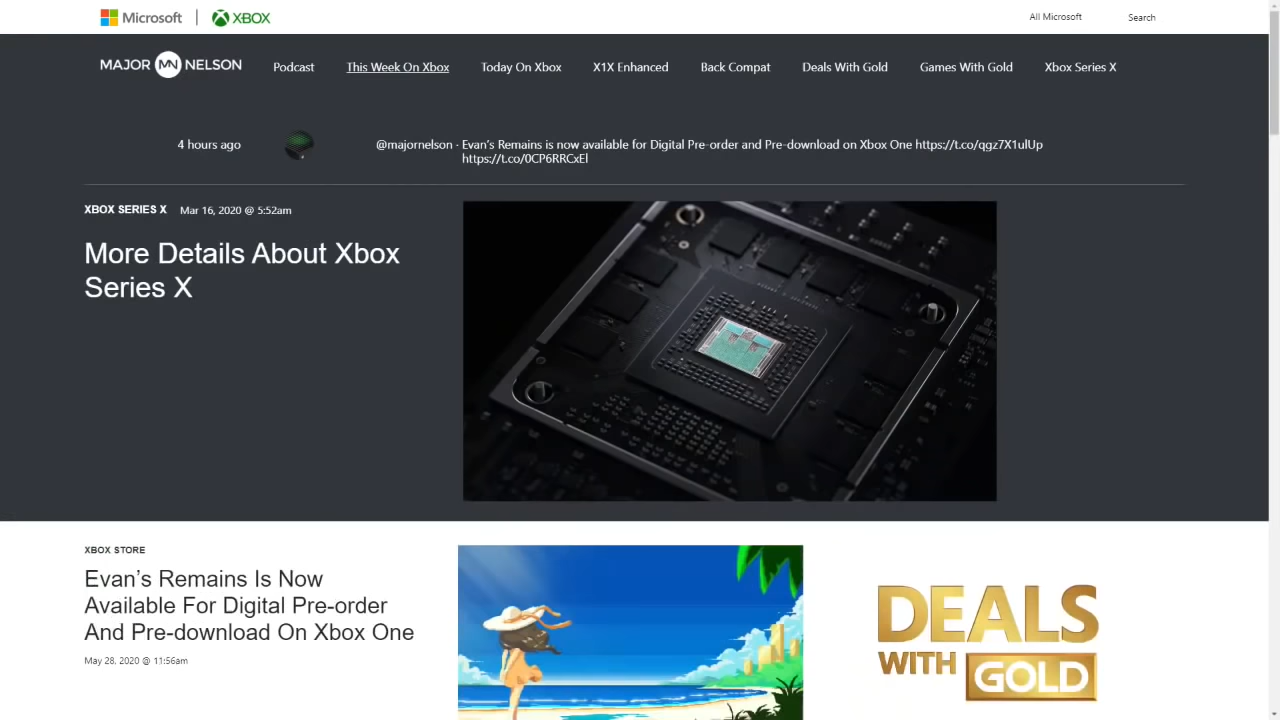 Microsoft | XBOX
All Microsoft
Search
MAJOR MN NELSON
Podcast
This Week On Xbox
Today On Xbox
X1X Enhanced
Back Compat
Deals With Gold
Games With Gold
Xbox Series X
4 hours ago
@majornelson · Evan’s Remains is now available for Digital Pre-order and Pre-download on Xbox One https://t.co/qgz7X1ulUp
https://t.co/0CP6RRCxEl
XBOX SERIES X Mar 16, 2020 @ 5:52am
More Details About Xbox
Series X
XBOX STORE
Evan’s Remains Is Now
Available For Digital Pre-order
And Pre-download On Xbox One
May 28, 2020 @ 11:56am
DEALS
WITH GOLD